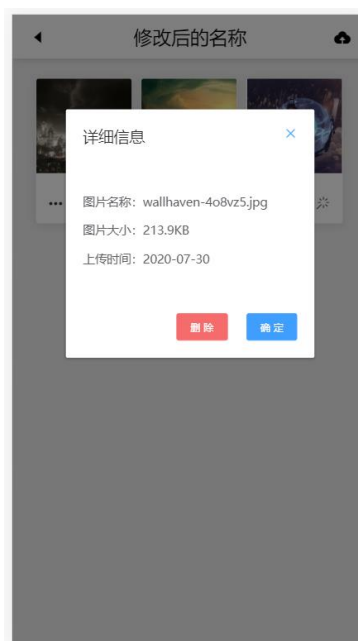 修改后的名称
详细信息
图片名称：wallhaven-4o8vz5.jpg
图片大小：213.9KB
上传时间：2020-07-30
删除 确定